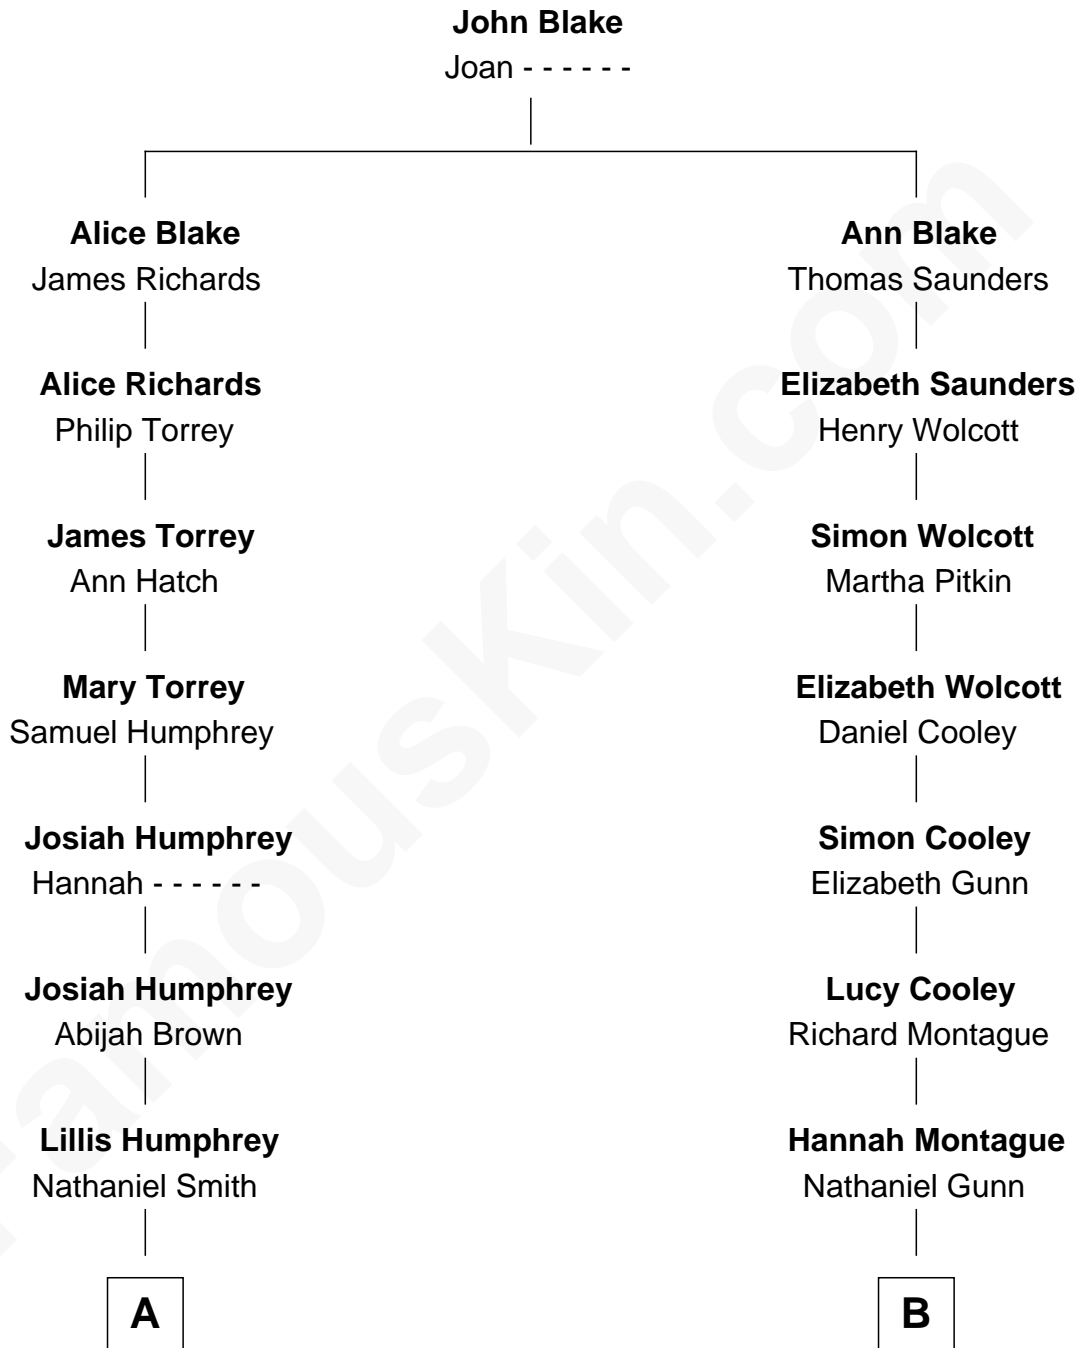 John Blake
Joan - - - - - -
Alice Blake
James Richards
Ann Blake
Thomas Saunders
Alice Richards
Philip Torrey
Elizabeth Saunders
Henry Wolcott
James Torrey
Ann Hatch
Simon Wolcott
Martha Pitkin
Mary Torrey
Samuel Humphrey
Elizabeth Wolcott
Daniel Cooley
Josiah Humphrey
Hannah - - - - - -
Simon Cooley
Elizabeth Gunn
Josiah Humphrey
Abijah Brown
Lucy Cooley
Richard Montague
Lillis Humphrey
Nathaniel Smith
Hannah Montague
Nathaniel Gunn
A
B
FamousKin.com